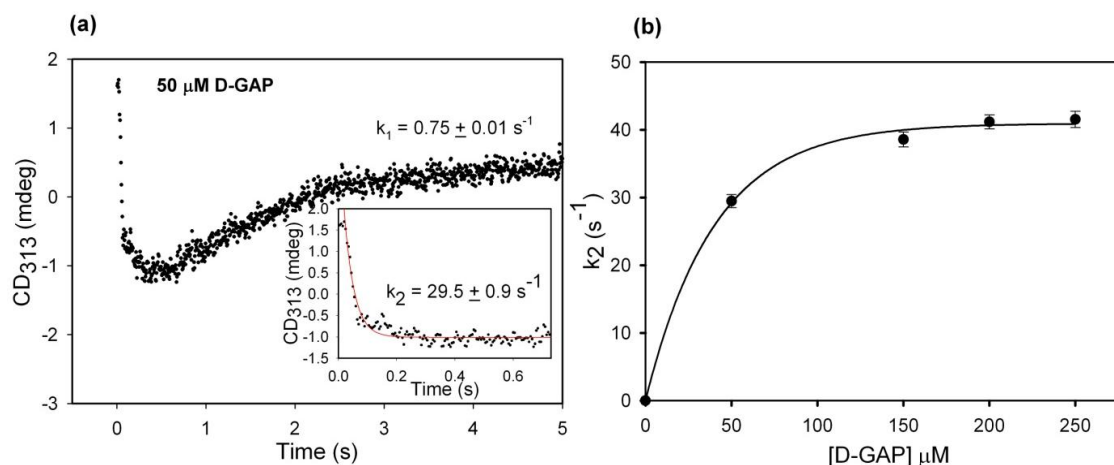 (a)
2
1
0
-1
-2
-3
CD313 (mdeg)
50 μM D-GAP
k1 = 0.75 ± 0.01 s-1
2.0
1.5
1.0
0.5
0.0
-0.5
-1.0
-1.5
CD313 (mdeg)
k2 = 29.5 ± 0.9 s-1
0.0 0.2 0.4 0.6
Time (s)
0 1 2 3 4 5
Time (s)
(b)
50
40
30
20
10
0
k2 (s-1)
0 50 100 150 200 250
[D-GAP] μM